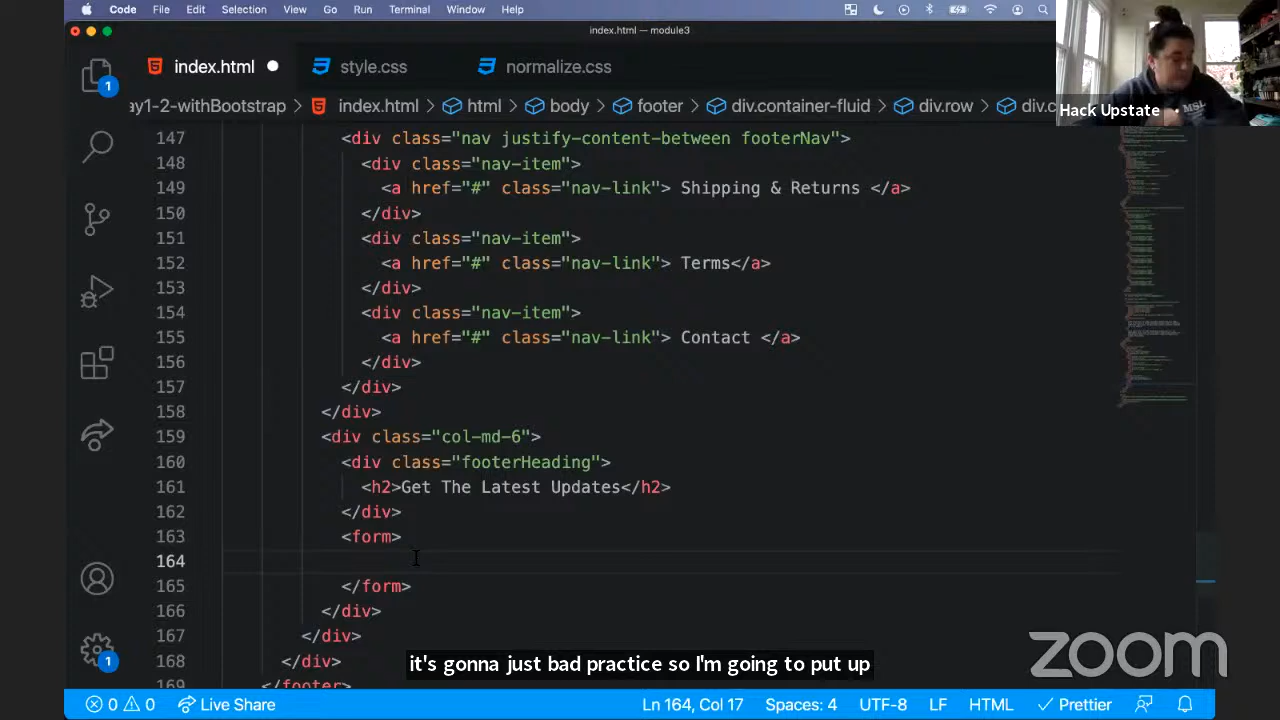 Code File Edit Selection View Go Run Terminal Window Help
index.html — module3
index.html style.css normalize.css
ay1-2-withBootstrap > index.html > html > body > footer > div.container-fluid > div.row > div.c
Hack Upstate
1
147 <div class="nav justify-content-between footerNav">
148 <div class="nav-item">
149 <a href="#" class="nav-link"> Shipping & Returns </a>
150 </div>
151 <div class="nav-item">
152 <a href="#" class="nav-link"> Terms</a>
153 </div>
154 <div class="nav-item">
155 <a href="#" class="nav-link"> Contact </a>
156 </div>
157 </div>
158 </div>
159 <div class="col-md-6">
160 <div class="footerHeading">
161 <h2>Get The Latest Updates</h2>
162 </div>
163 <form>
164
165 </form>
166 </div>
167 </div>
168 </div>
169 </footer>
1
it's gonna just bad practice so I'm going to put up
zoom
0 0 Live Share Ln 164, Col 17 Spaces: 4 UTF-8 LF HTML Prettier